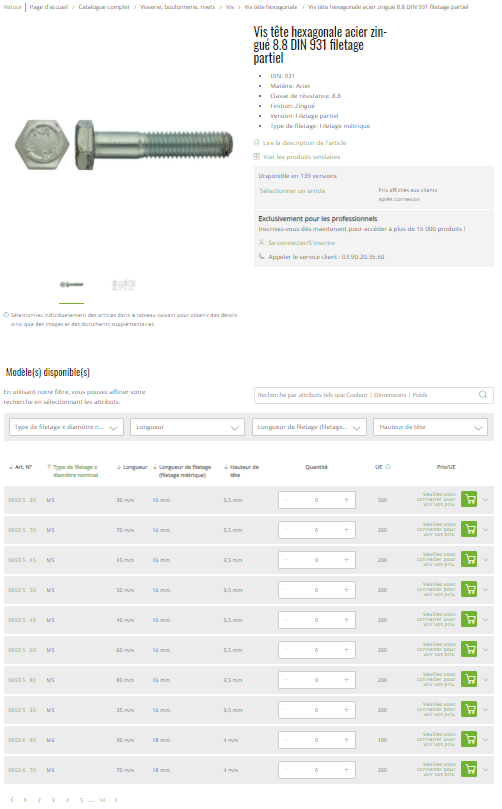 Retour | Page d'accueil > Catalogue complet > Visserie, boulonnerie, rivets > Vis > Vis tête hexagonale > Vis tête hexagonale acier zingué 8.8 DIN 931 filetage partiel
Vis tête hexagonale acier zin-
gué 8.8 DIN 931 filetage
partiel
DIN: 931
Matière: Acier
Classe de résistance: 8.8
Finition: Zingué
Version: Filetage partiel
Type de filetage: Filetage métrique
Lire la description de l'article
Voir les produits similaires
Disponible en 139 versions
Sélectionner un article
Prix affichés aux clients
après connexion
Exclusivement pour les professionnels
Inscrivez-vous dès maintenant pour accéder à plus de 15 000 produits !
Se connecter/S'inscrire
Appeler le service client : 03.90.20.35.50
Sélectionnez individuellement des articles dans le tableau suivant pour obtenir des détails
ainsi que des images et des documents supplémentaires.
Modèle(s) disponible(s)
En utilisant notre filtre, vous pouvez affiner votre
recherche en sélectionnant les attributs.
Recherche par attributs tels que Couleur | Dimensions | Poids
Type de filetage x diamètre n... Longueur Longueur de filetage (filetage... Hauteur de tête
Art. N° Type de filetage x diamètre nominal Longueur Longueur de filetage (filetage métrique) Hauteur de tête Quantité UE Prix/UE
0053 5 30 M5 30 mm 16 mm 3,5 mm 0 500 Veuillez vous connecter pour voir vos prix.
0053 5 70 M5 70 mm 16 mm 3,5 mm 0 200 Veuillez vous connecter pour voir vos prix.
0053 5 45 M5 45 mm 16 mm 3,5 mm 0 200 Veuillez vous connecter pour voir vos prix.
0053 5 50 M5 50 mm 16 mm 3,5 mm 0 200 Veuillez vous connecter pour voir vos prix.
0053 5 40 M5 40 mm 16 mm 3,5 mm 0 200 Veuillez vous connecter pour voir vos prix.
0053 5 60 M5 60 mm 16 mm 3,5 mm 0 200 Veuillez vous connecter pour voir vos prix.
0053 5 80 M5 80 mm 16 mm 3,5 mm 0 200 Veuillez vous connecter pour voir vos prix.
0053 5 35 M5 35 mm 16 mm 3,5 mm 0 200 Veuillez vous connecter pour voir vos prix.
0053 6 90 M6 90 mm 18 mm 4 mm 0 100 Veuillez vous connecter pour voir vos prix.
0053 6 70 M6 70 mm 18 mm 4 mm 0 200 Veuillez vous connecter pour voir vos prix.
1 2 3 4 5 ... 14